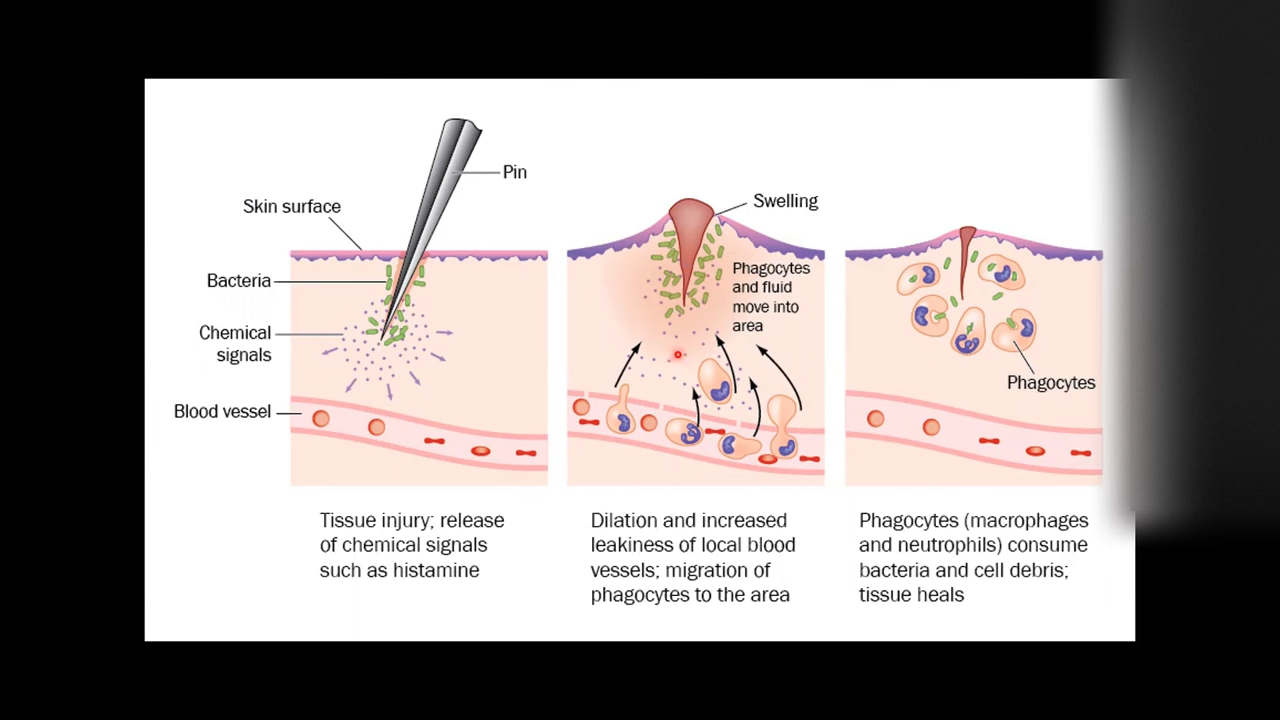 Pin
Skin surface
Bacteria
Chemical
signals
Blood vessel
Swelling
Phagocytes
and fluid
move into
area
Phagocytes
Tissue injury; release
of chemical signals
such as histamine
Dilation and increased
leakiness of local blood
vessels; migration of
phagocytes to the area
Phagocytes (macrophages
and neutrophils) consume
bacteria and cell debris;
tissue heals